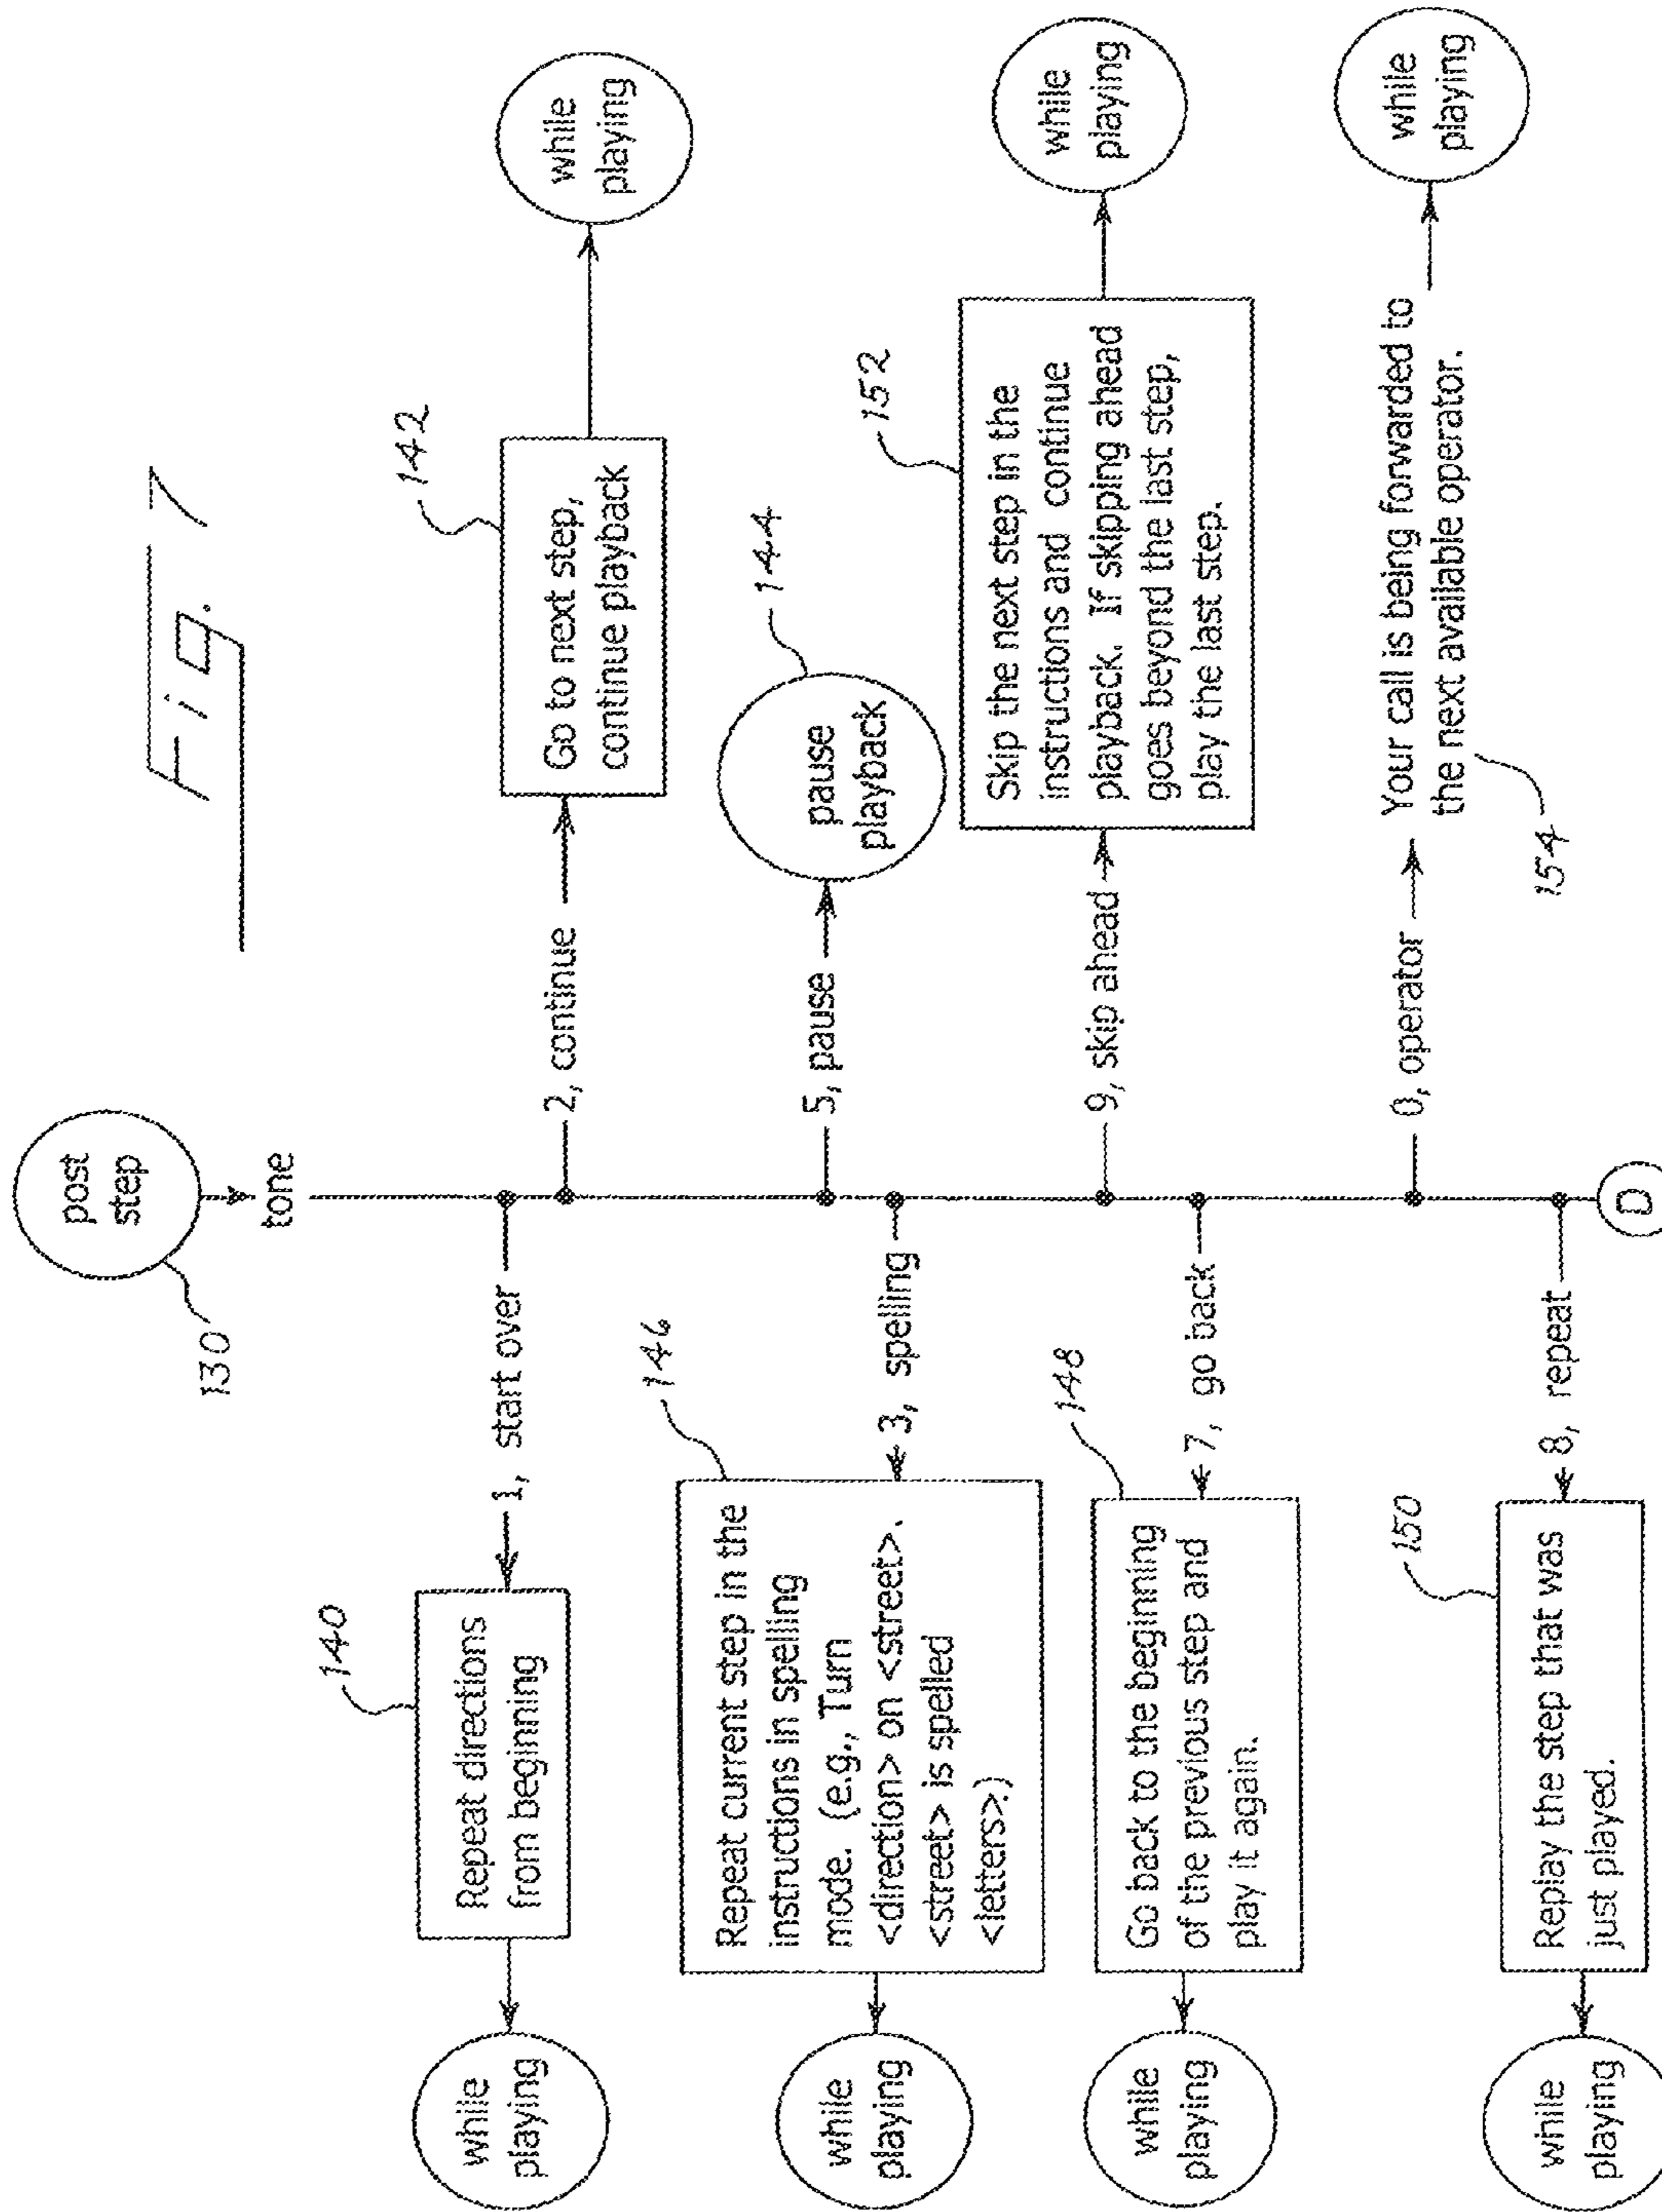 Fig. 7
post
step
130
tone
1, start over
140
Repeat directions
from beginning
while
playing
2, continue
142
Go to next step,
continue playback
while
playing
5, pause
144
pause
playback
3, spelling
146
Repeat current step in the
instructions in spelling
mode. (e.g., Turn
<direction> on <street>.
<street> is spelled
<letters>.)
while
playing
9, skip ahead
152
Skip the next step in the
instructions and continue
playback. If skipping ahead
goes beyond the last step,
play the last step.
while
playing
7, go back
148
Go back to the beginning
of the previous step and
play it again.
while
playing
0, operator
Your call is being forwarded to
the next available operator.
154
while
playing
8, repeat
150
Replay the step that was
just played.
while
playing
D